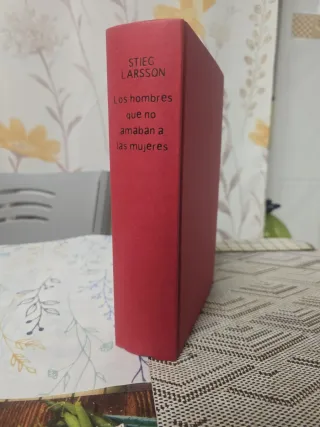 STIEG
LARSSON
Los hombres
que no
amaban a
las mujeres